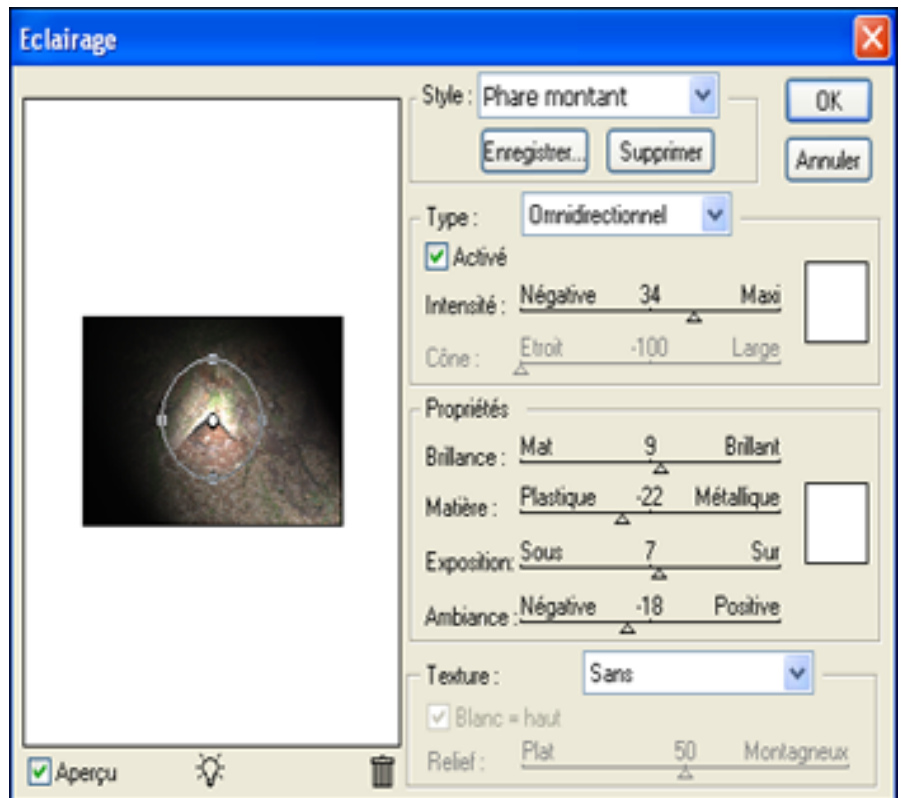 Eclairage
Style : Phare montant
OK
Enregistrer... Supprimer
Annuler
Type : Omnidirectionnel
Activé
Intensité : Négative 34 Maxi
Cône : Etroit -100 Large
Propriétés
Brillance : Mat 9 Brillant
Matière : Plastique -22 Métallique
Exposition: Sous 7 Sur
Ambiance : Négative -18 Positive
Texture : Sans
Blanc = haut
Relief : Plat 50 Montagneux
Aperçu